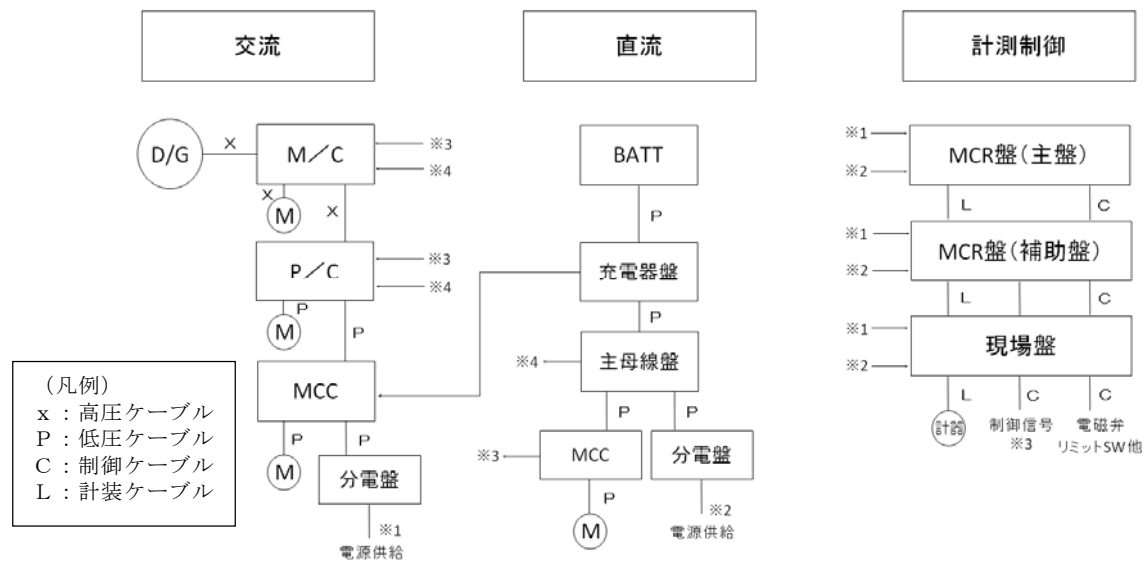 交流
直流
計測制御
D/G
x
M/C
※3
※4
x
M
x
P/C
※3
※4
P
M
P
MCC
P
M
P
分電盤
※1
電源供給
(凡例)
x：高圧ケーブル
P：低圧ケーブル
C：制御ケーブル
L：計装ケーブル
BATT
P
充電器盤
P
※4
主母線盤
P
P
※3
MCC
分電盤
P
M
※2
電源供給
※1
※2
MCR盤(主盤)
L
C
※1
※2
MCR盤(補助盤)
L
C
※1
※2
現場盤
L
C
C
計器
制御信号
※3
電磁弁
リミットSW他